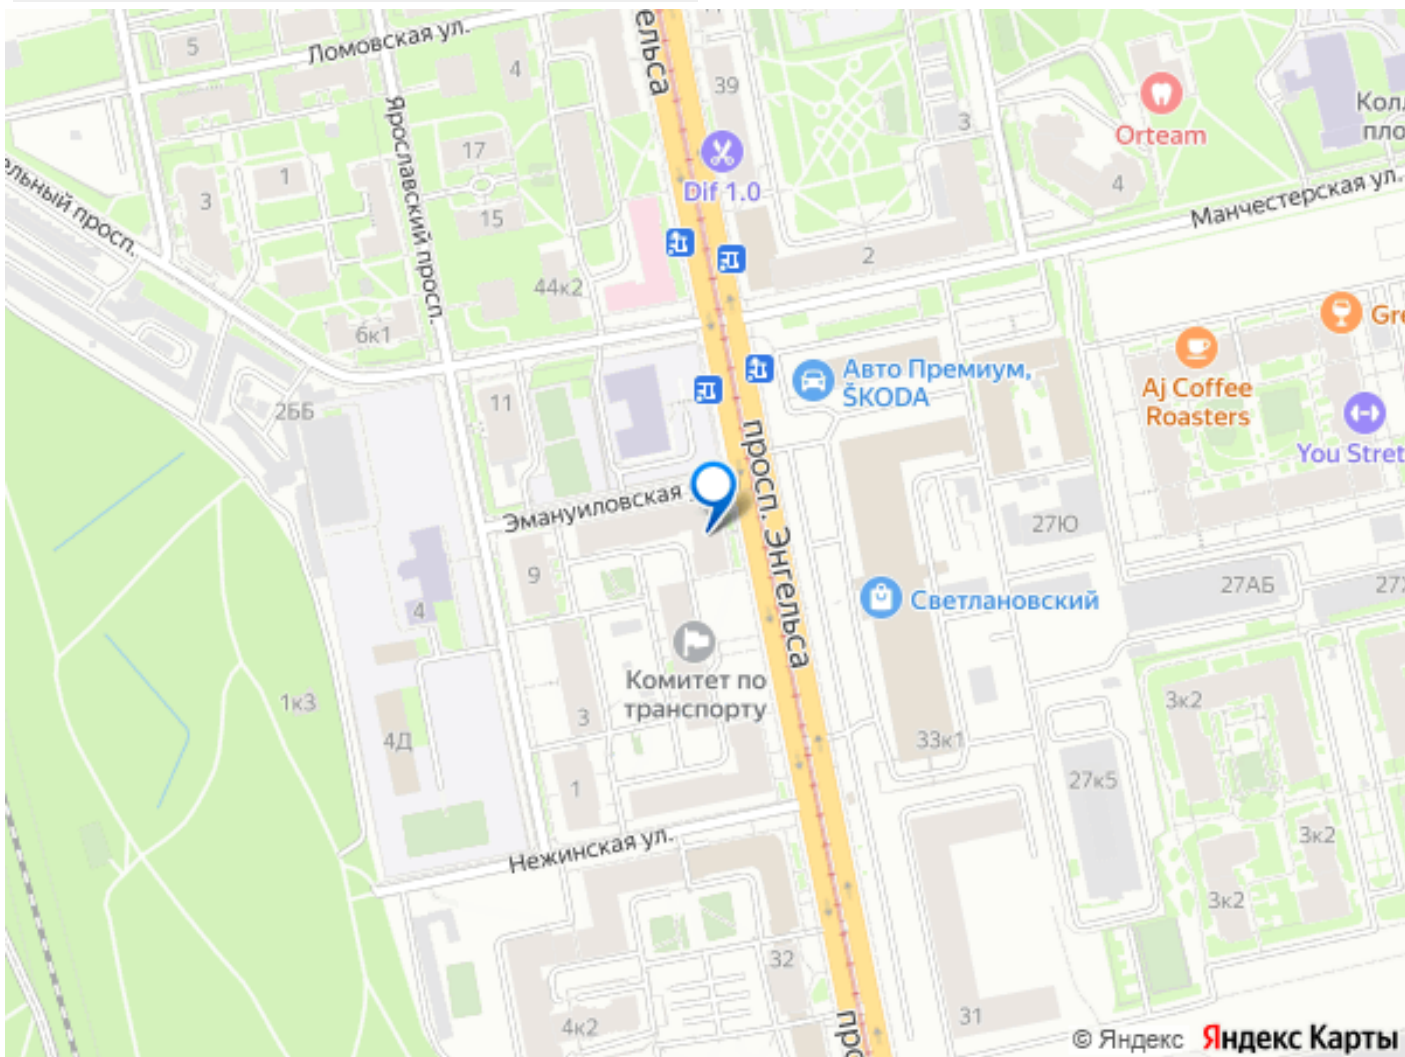 Ломовская ул.
5
4
39
3
Orteam
17
Ярославский просп.
1
3
15
Dif 1.0
4
Манчестерская ул.
2
44к2
6к1
просп.
Авто Премиум,
ŠKODA
Aj Coffee
Roasters
2ББ
11
You Stret
просп. Энгельса
Эмануиловская
27Ю
9
4
27АБ
Светлановский
Комитет по
транспорту
1к3
3
4Д
33к1
3к2
27к5
1
3к2
Нежинская ул.
3к2
32
4к2
31
© Яндекс Яндекс Карты